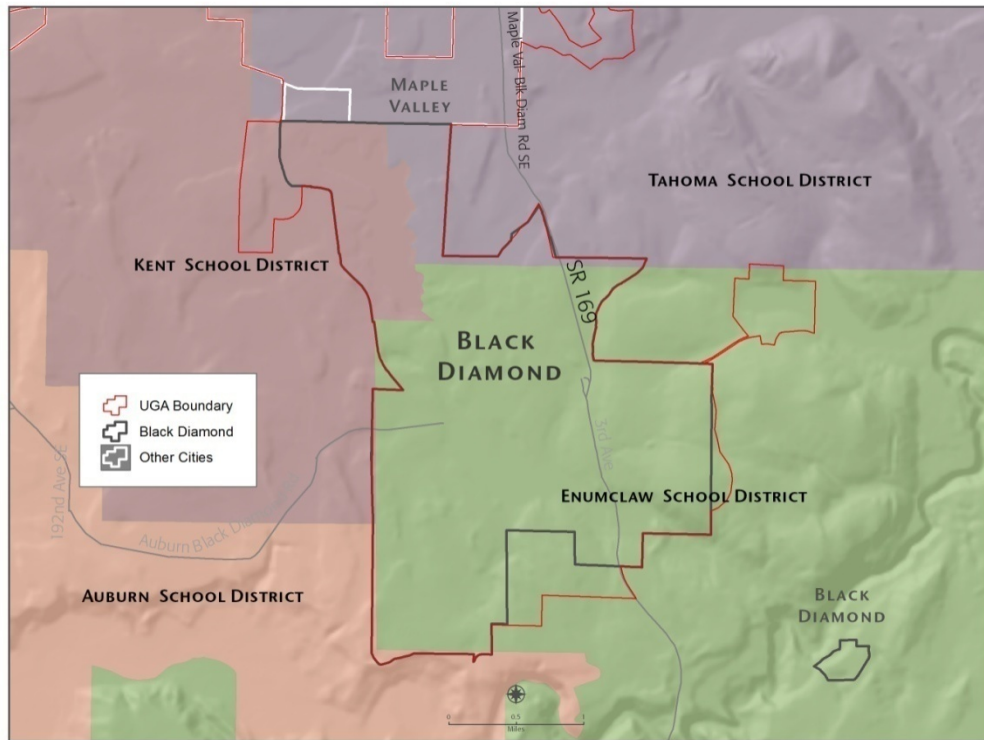 MAPLE
VALLEY
Maple Val Blk Diam Rd SE
TAHOMA SCHOOL DISTRICT
KENT SCHOOL DISTRICT
SR 169
BLACK
DIAMOND
UGA Boundary
Black Diamond
Other Cities
3rd Ave
192nd Ave SE
ENUMCLAW SCHOOL DISTRICT
Auburn Black Diamond
AUBURN SCHOOL DISTRICT
BLACK
DIAMOND
0 0.5 1
Miles